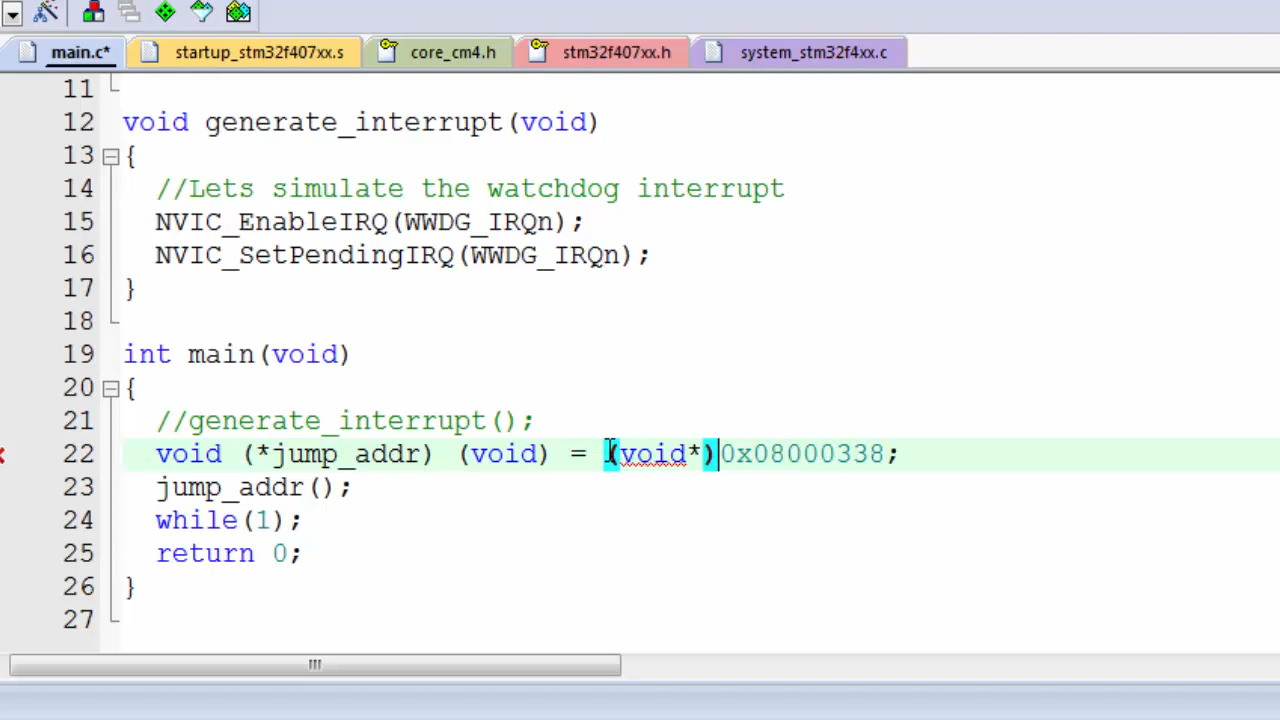 main.c* startup_stm32f407xx.s core_cm4.h stm32f407xx.h system_stm32f4xx.c
11
12 void generate_interrupt(void)
13 {
14 //Lets simulate the watchdog interrupt
15 NVIC_EnableIRQ(WWDG_IRQn);
16 NVIC_SetPendingIRQ(WWDG_IRQn);
17 }
18
19 int main(void)
20 {
21 //generate_interrupt();
22 void (*jump_addr) (void) = (void*)0x08000338;
23 jump_addr();
24 while(1);
25 return 0;
26 }
27